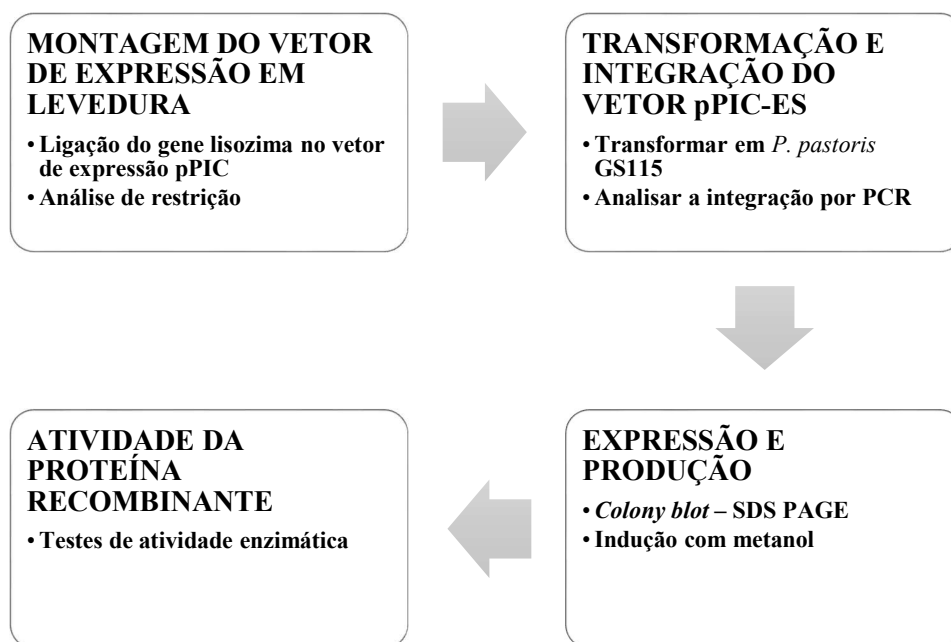 MONTAGEM DO VETOR
DE EXPRESSÃO EM
LEVEDURA
• Ligação do gene lisozima no vetor
de expressão pPIC
• Análise de restrição
TRANSFORMAÇÃO E
INTEGRAÇÃO DO
VETOR pPIC-ES
• Transformar em P. pastoris
GS115
• Analisar a integração por PCR
EXPRESSÃO E
PRODUÇÃO
• Colony blot – SDS PAGE
• Indução com metanol
ATIVIDADE DA
PROTEÍNA
RECOMBINANTE
• Testes de atividade enzimática